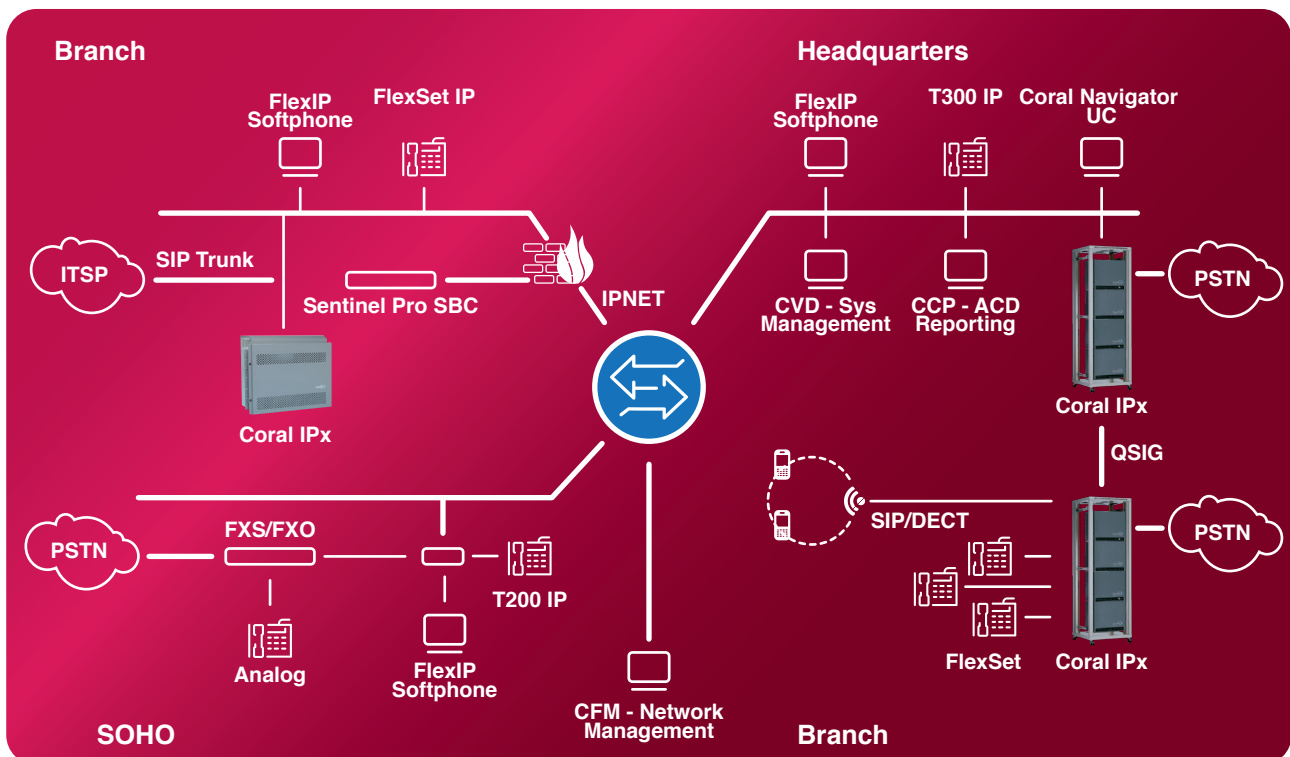 Branch
FlexIP
Softphone
FlexSet IP
ITSP
SIP Trunk
Sentinel Pro SBC
IPNET
Coral IPx
Headquarters
FlexIP
Softphone
T300 IP
Coral Navigator
UC
CVD - Sys
Management
CCP - ACD
Reporting
PSTN
Coral IPx
QSIG
PSTN
FXS/FXO
T200 IP
Analog
FlexIP
Softphone
SOHO
CFM - Network
Management
SIP/DECT
PSTN
FlexSet
Coral IPx
Branch